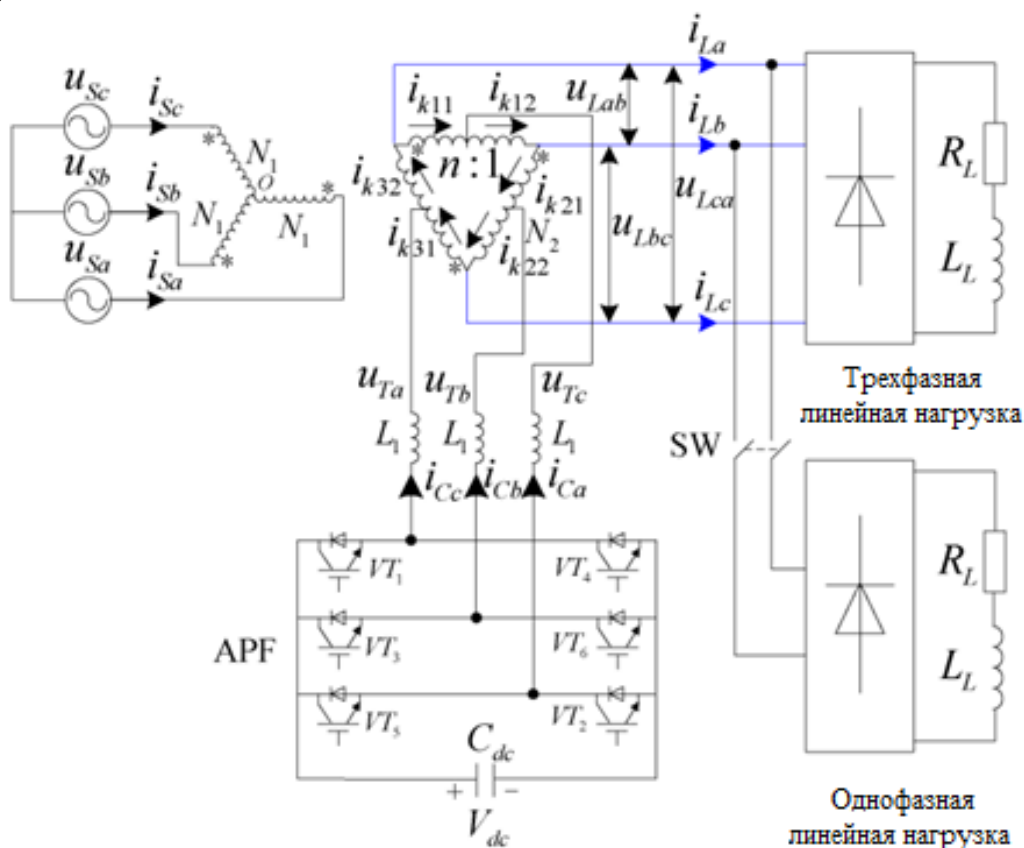 u_Sc
i_Sc
u_Sb
i_Sb
u_Sa
i_Sa
*
N_1
O
N_1
N_1
*
*
i_k11
i_k12
*
n : 1
*
i_k32
i_k21
i_k31
N_2
i_k22
*
u_Lab
u_Lbc
u_Lca
i_La
i_Lb
i_Lc
R_L
L_L
Трехфазная
линейная нагрузка
u_Ta
u_Tb
u_Tc
L_1
L_1
L_1
i_Cc
i_Cb
i_Ca
SW
APF
VT_1
VT_4
VT_3
VT_6
VT_5
VT_2
C_dc
+
−
V_dc
R_L
L_L
Однофазная
линейная нагрузка